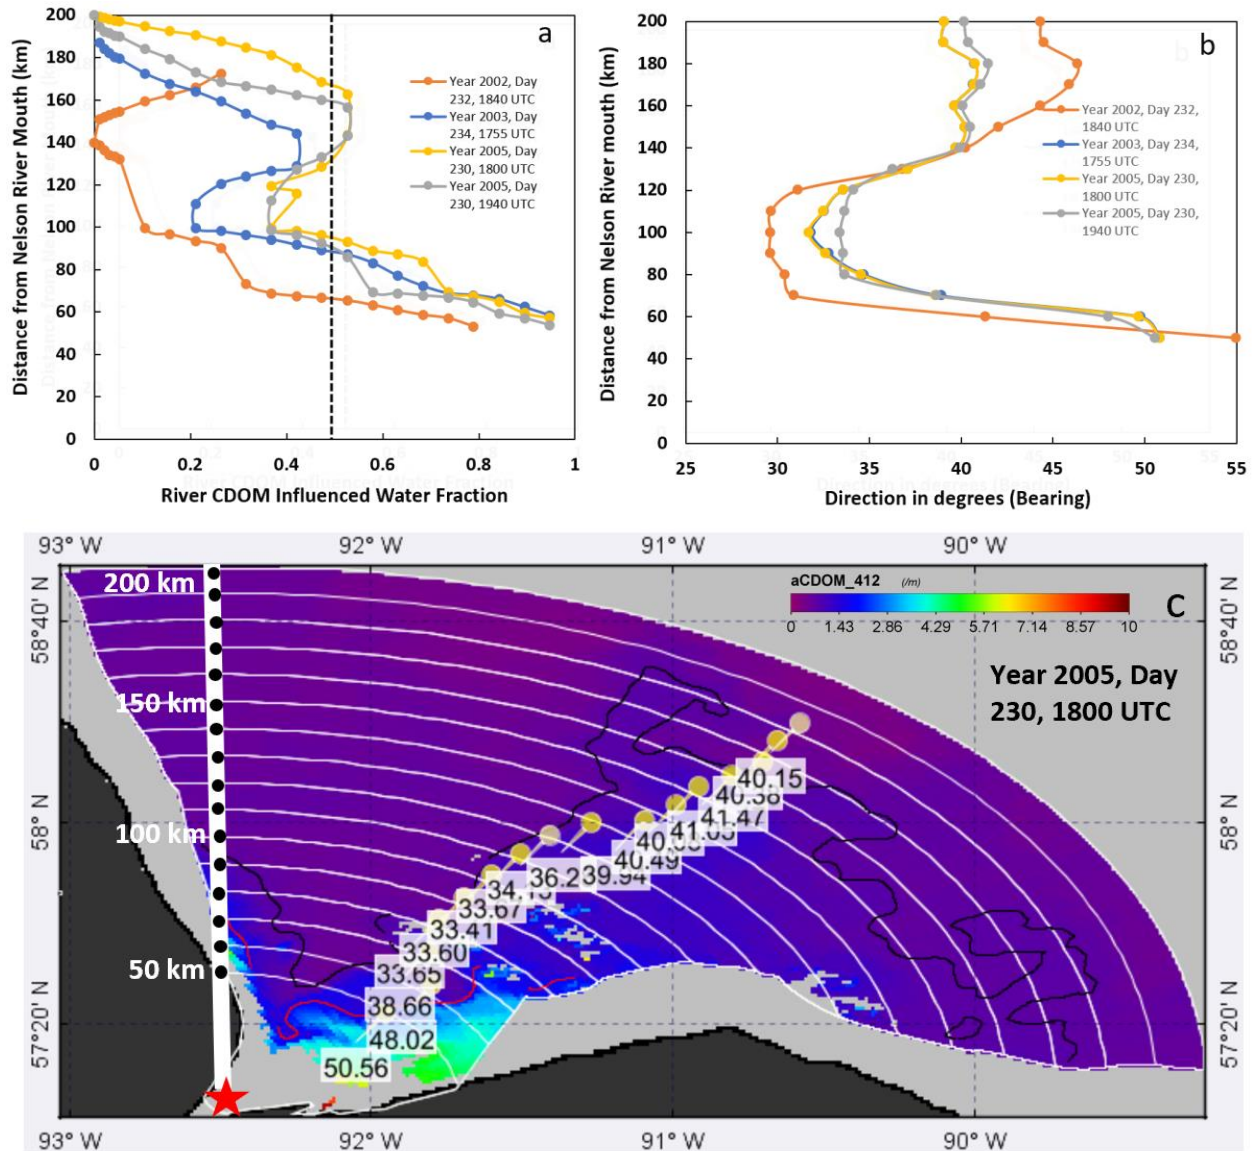 a
Distance from Nelson River Mouth (km)
200
180
160
140
120
100
80
60
40
20
0
0 0.2 0.4 0.6 0.8 1
River CDOM Influenced Water Fraction
Year 2002, Day
232, 1840 UTC
Year 2003, Day
234, 1755 UTC
Year 2005, Day
230, 1800 UTC
Year 2005, Day
230, 1940 UTC
b
Distance from Nelson River mouth (km)
200
180
160
140
120
100
80
60
40
20
0
25 30 35 40 45 50 55
Direction in degrees (Bearing)
Year 2002, Day 232,
1840 UTC
Year 2003, Day 234,
1755 UTC
Year 2005, Day 230,
1800 UTC
Year 2005, Day 230,
1940 UTC
93° W 92° W 91° W 90° W
58°40' N
58° N
57°20' N
200 km
150 km
100 km
50 km
aCDOM_412 (/m)
0 1.43 2.86 4.29 5.71 7.14 8.57 10
C
Year 2005, Day
230, 1800 UTC
40.15
40.38
41.47
41.05
40.49
39.94
36.2
34.15
33.67
33.41
33.60
33.65
38.66
48.02
50.56
58°40' N
58° N
57°20' N
93° W 92° W 91° W 90° W